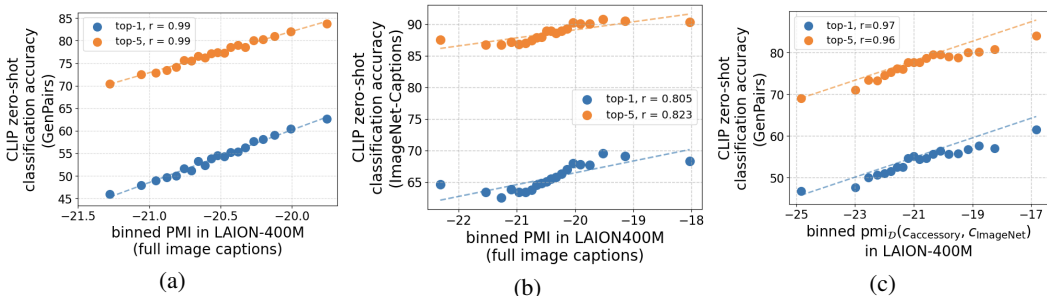 CLIP zero-shot
classification accuracy
(GenPairs)
85
80
75
70
65
60
55
50
45
top-1, r = 0.99
top-5, r = 0.99
−21.5
−21.0
−20.5
−20.0
binned PMI in LAION-400M
(full image captions)
(a)
CLIP zero-shot
classification accuracy
(ImageNet-Captions)
90
85
80
75
70
65
top-1, r = 0.805
top-5, r = 0.823
−22
−21
−20
−19
−18
binned PMI in LAION400M
(full image captions)
(b)
CLIP zero-shot
classification accuracy
(GenPairs)
80
70
60
50
top-1, r=0.97
top-5, r=0.96
−25
−23
−21
−19
−17
binned pmi𝒟(c_accessory, c_ImageNet)
in LAION-400M
(c)